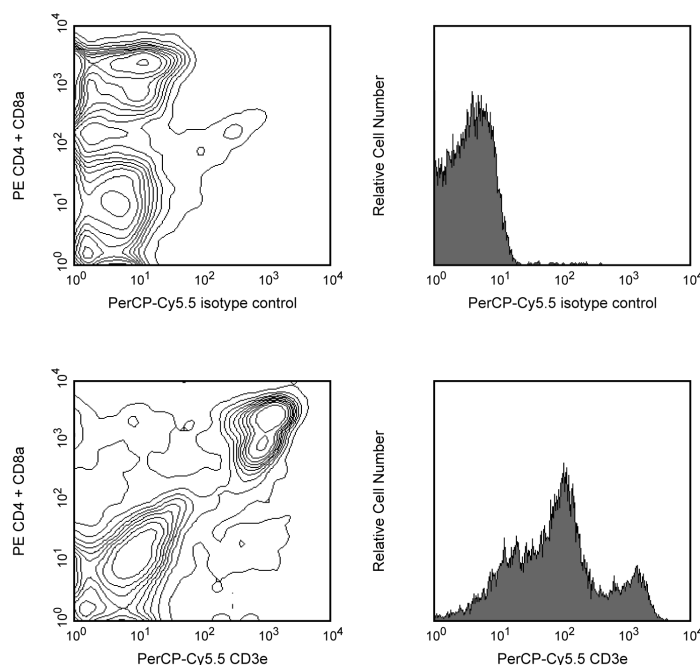 10⁴
10³
10²
10¹
10⁰
PE CD4 + CD8a
10⁰ 10¹ 10² 10³ 10⁴
PerCP-Cy5.5 isotype control
Relative Cell Number
10⁰ 10¹ 10² 10³ 10⁴
PerCP-Cy5.5 isotype control
10⁴
10³
10²
10¹
10⁰
PE CD4 + CD8a
10⁰ 10¹ 10² 10³ 10⁴
PerCP-Cy5.5 CD3e
Relative Cell Number
10⁰ 10¹ 10² 10³ 10⁴
PerCP-Cy5.5 CD3e